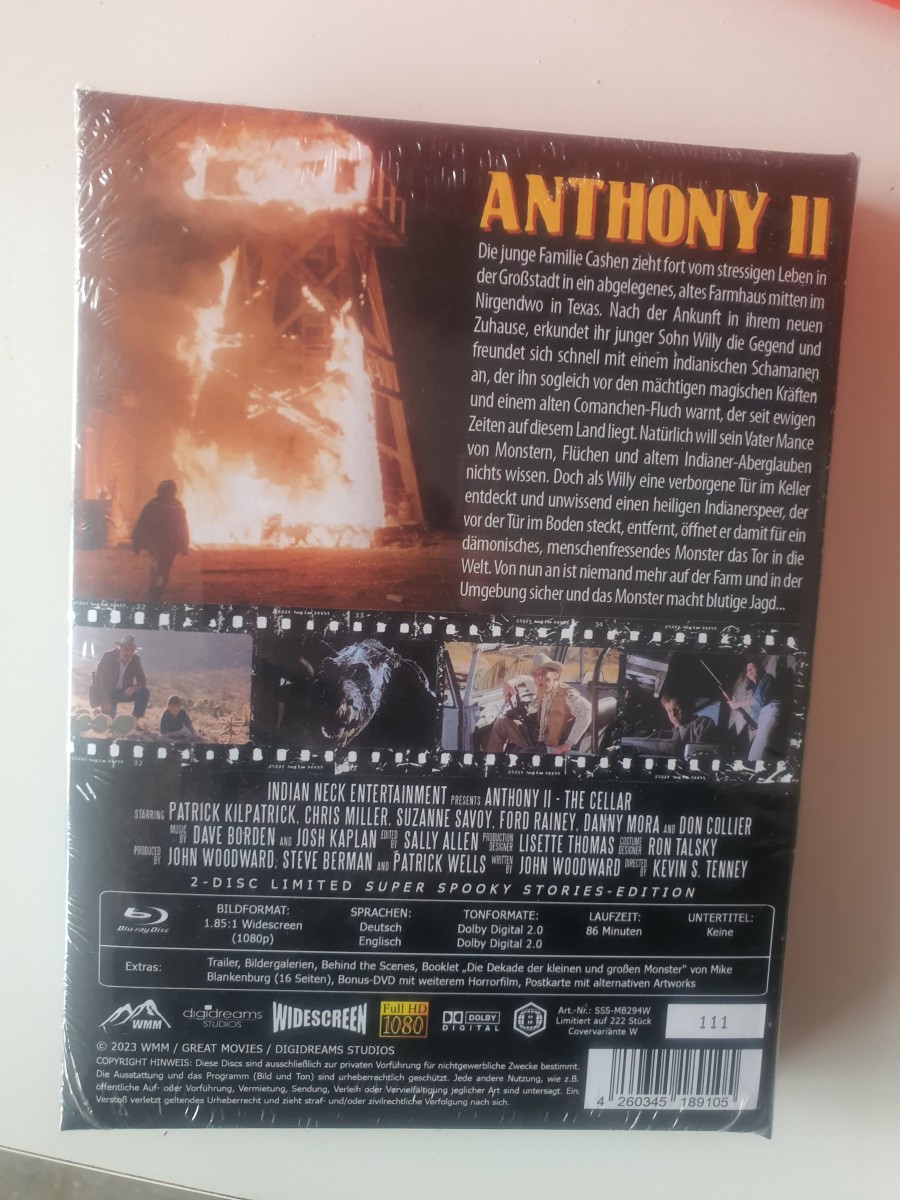 ANTHONY II
Die junge Familie Cashen zieht fort vom stressigen Leben in
der Großstadt in ein abgelegenes, altes Farmhaus mitten im
Nirgendwo in Texas. Nach der Ankunft in ihrem neuen
Zuhause, erkundet ihr junger Sohn Willy die Gegend und
freundet sich schnell mit einem indianischen Schamanen
an, der ihn sogleich vor den mächtigen magischen Kräften
und einem alten Comanchen-Fluch warnt, der seit ewigen
Zeiten auf diesem Land liegt. Natürlich will sein Vater Mance
von Monstern, Flüchen und altem Indianer-Aberglauben
nichts wissen. Doch als Willy eine verborgene Tür im Keller
entdeckt und unwissend einen heiligen Indianerspeer, der
vor der Tür im Boden steckt, entfernt, öffnet er damit für ein
dämonisches, menschenfressendes Monster das Tor in die
Welt. Von nun an ist niemand mehr auf der Farm und in der
Umgebung sicher und das Monster macht blutige Jagd...
32 33 34
32
INDIAN NECK ENTERTAINMENT PRESENTS ANTHONY II - THE CELLAR
STARRING PATRICK KILPATRICK, CHRIS MILLER, SUZANNE SAVOY, FORD RAINEY, DANNY MORA AND DON COLLIER
MUSIC BY DAVE BORDEN AND JOSH KAPLAN EDITED BY SALLY ALLEN PRODUCTION DESIGNER LISETTE THOMAS COSTUME DESIGNER RON TALSKY
PRODUCED BY JOHN WOODWARD, STEVE BERMAN AND PATRICK WELLS WRITTEN BY JOHN WOODWARD DIRECTED BY KEVIN S. TENNEY
2-DISC LIMITED SUPER SPOOKY STORIES-EDITION
Blu-ray Disc
BILDFORMAT: SPRACHEN: TONFORMATE: LAUFZEIT: UNTERTITEL:
1.85:1 Widescreen Deutsch Dolby Digital 2.0 86 Minuten Keine
(1080p) Englisch Dolby Digital 2.0
Extras: Trailer, Bildergalerien, Behind the Scenes, Booklet „Die Dekade der kleinen und großen Monster" von Mike
Blankenburg (16 Seiten), Bonus-DVD mit weiterem Horrorfilm, Postkarte mit alternativen Artworks
WMM
digidreams
STUDIOS
WIDESCREEN
Full HD
1080
DOLBY
DIGITAL
Art.-Nr.: SSS-MB294W
Limitiert auf 222 Stück
Covervariante W
111
© 2023 WMM / GREAT MOVIES / DIGIDREAMS STUDIOS
COPYRIGHT HINWEIS: Diese Discs sind ausschließlich zur privaten Vorführung für nichtgewerbliche Zwecke bestimmt.
Die Ausstattung und das Programm (Bild und Ton) sind urheberrechtlich geschützt. Jede andere Nutzung, wie z.B.
öffentliche Auf- oder Vorführung, Vermietung, Sendung, Verleih oder Vervielfältigung jeglicher Art sind untersagt. Ein
Verstoß verletzt geltendes Urheberrecht und zieht straf- und/oder zivilrechtliche Verfolgung nach sich.
4 260345 189105